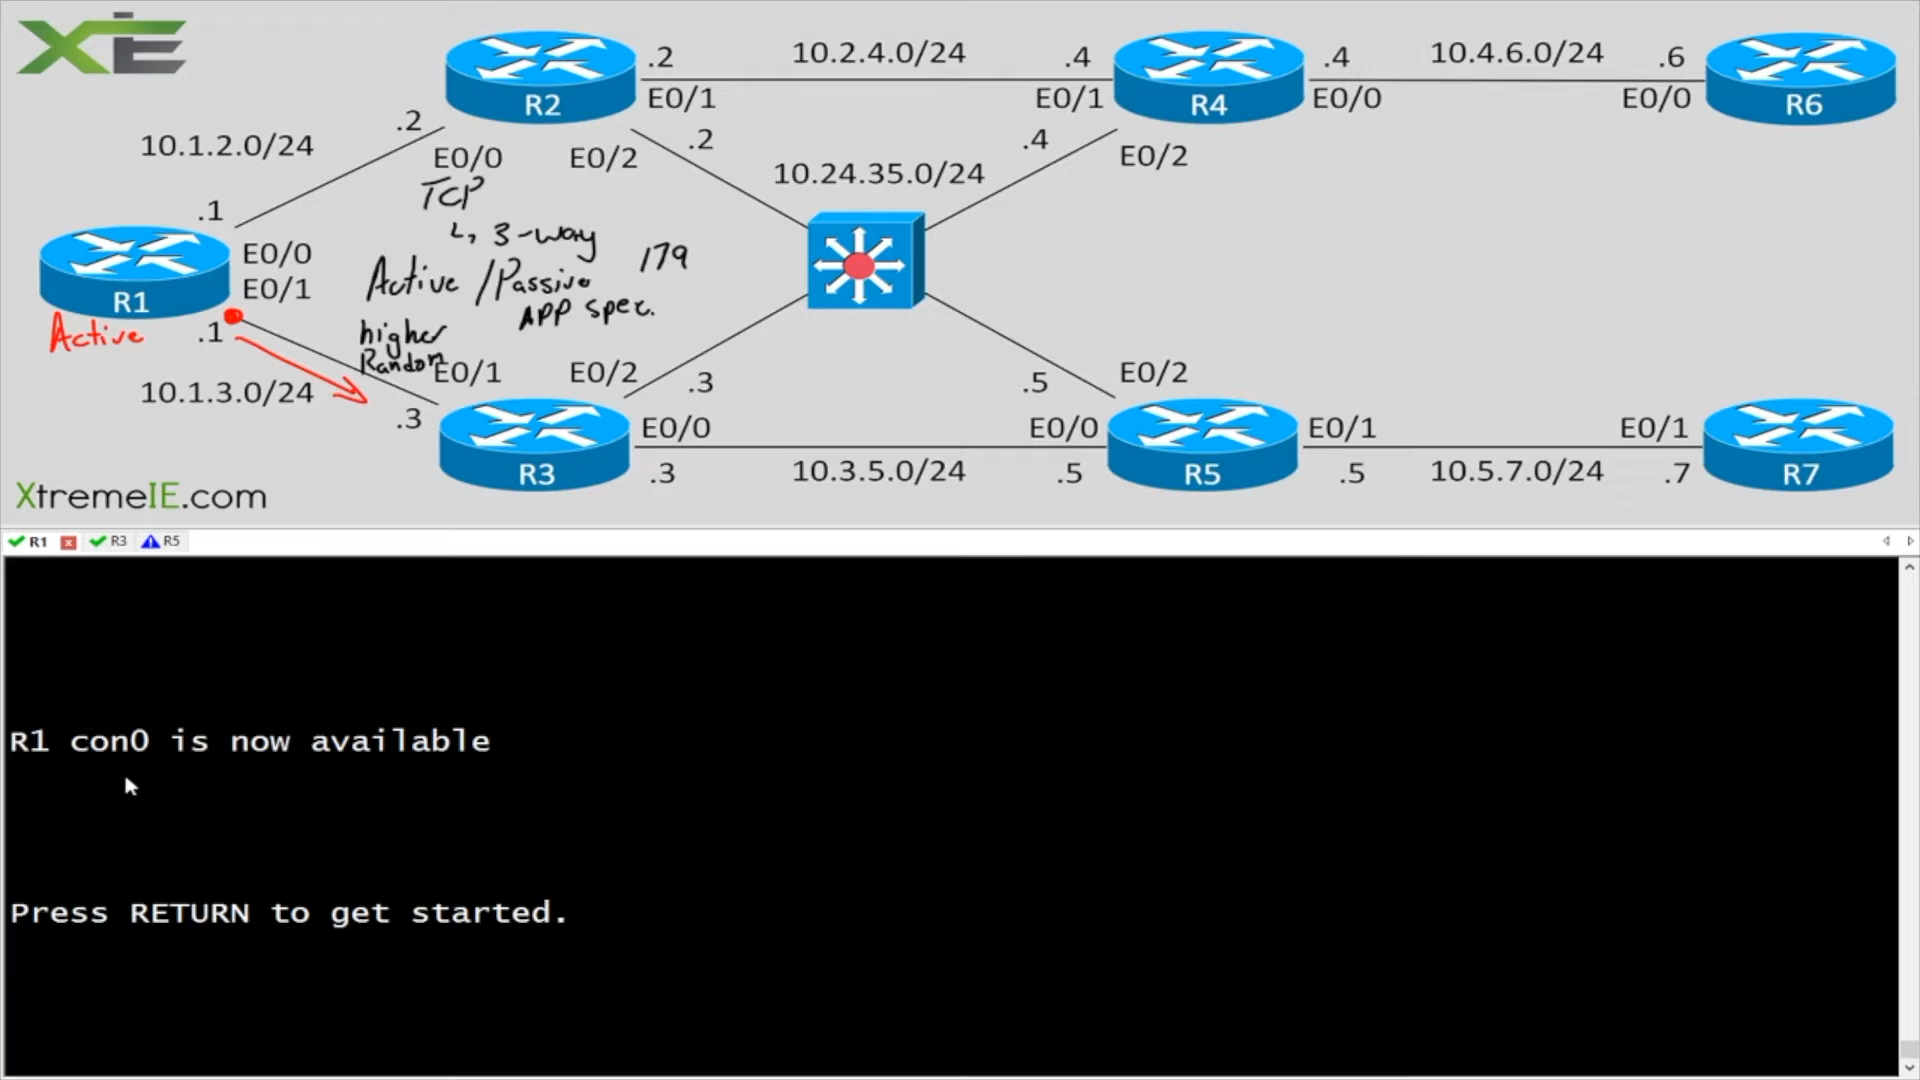 XIE
.2
10.2.4.0/24
.4
.4
10.4.6.0/24
.6
R2
E0/1
E0/1
R4
E0/0
E0/0
R6
10.1.2.0/24
.2
E0/0
E0/2
.2
.4
E0/2
10.24.35.0/24
TCP
↳ 3-way
.1
E0/0
E0/1
R1
Active / Passive
179
APP spec.
Active
.1
higher
Random
10.1.3.0/24
.3
E0/1
E0/2
.3
.5
E0/2
R3
E0/0
.3
10.3.5.0/24
E0/0
.5
R5
E0/1
.5
10.5.7.0/24
E0/1
.7
R7
XtremeIE.com
R1 R3 R5
R1 con0 is now available
Press RETURN to get started.